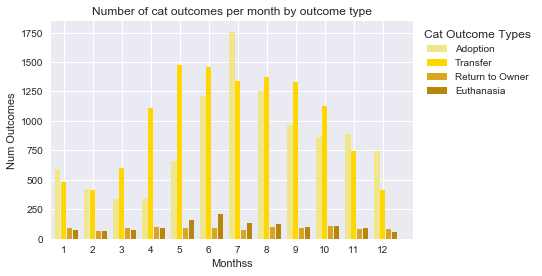 Number of cat outcomes per month by outcome type
Cat Outcome Types
Adoption
Transfer
Return to Owner
Euthanasia
Num Outcomes
1750
1500
1250
1000
750
500
250
0
1 2 3 4 5 6 7 8 9 10 11 12
Monthss